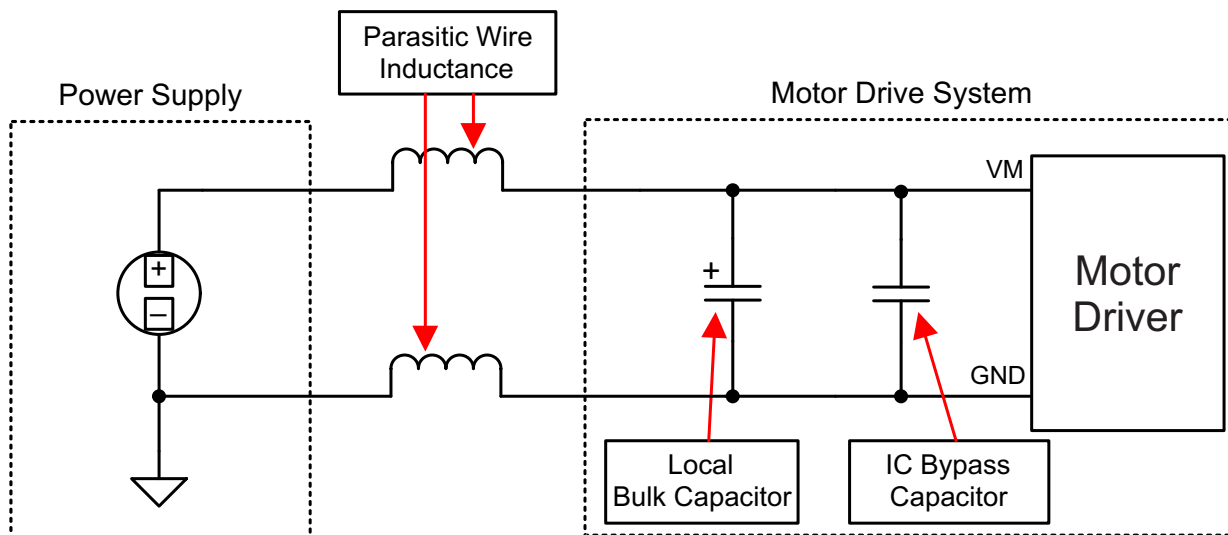 Parasitic Wire
Inductance
Power Supply
Motor Drive System
VM
+
–
+
Motor
Driver
GND
Local
Bulk Capacitor
IC Bypass
Capacitor